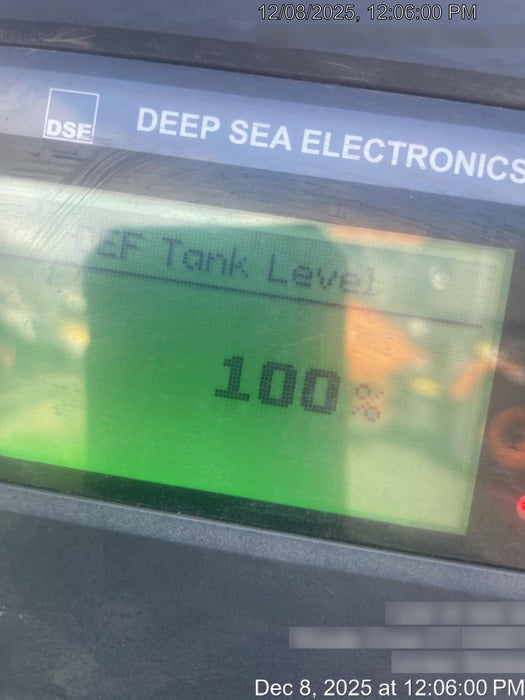 12/08/2025, 12:06:00 PM
DSE
DEEP SEA ELECTRONICS
DEF Tank Level
100 %
Dec 8, 2025 at 12:06:00 PM